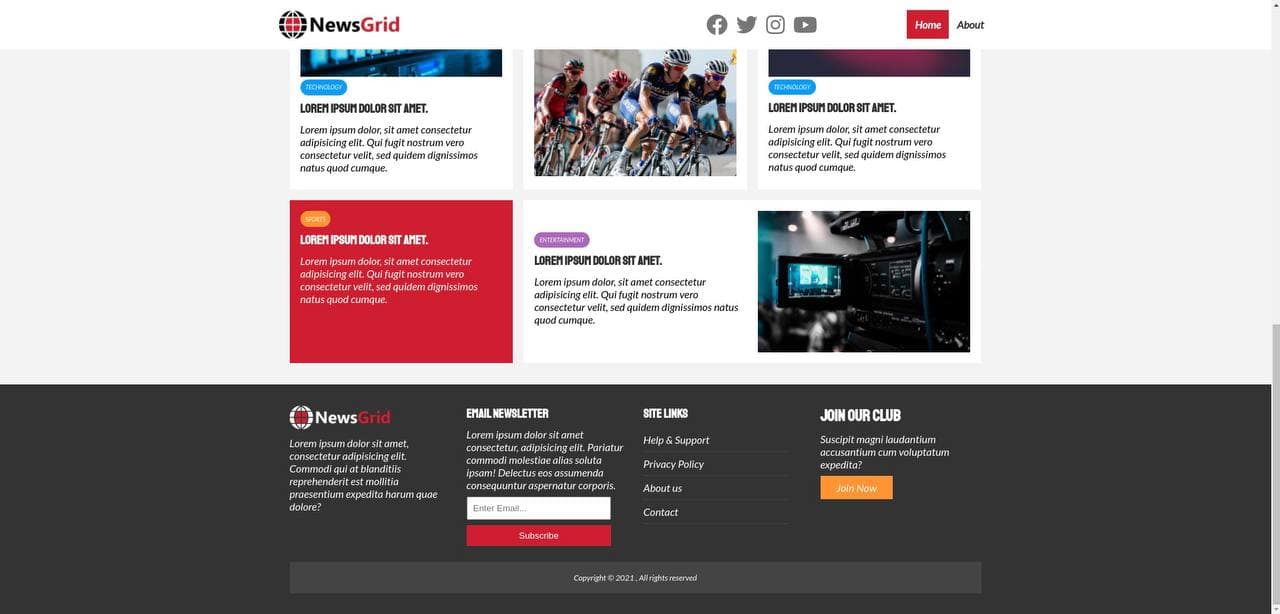 NewsGrid
Home
About
TECHNOLOGY
LOREM IPSUM DOLOR SIT AMET.
Lorem ipsum dolor, sit amet consectetur
adipisicing elit. Qui fugit nostrum vero
consectetur velit, sed quidem dignissimos
natus quod cumque.
TECHNOLOGY
LOREM IPSUM DOLOR SIT AMET.
Lorem ipsum dolor, sit amet consectetur
adipisicing elit. Qui fugit nostrum vero
consectetur velit, sed quidem dignissimos
natus quod cumque.
SPORTS
LOREM IPSUM DOLOR SIT AMET.
Lorem ipsum dolor, sit amet consectetur
adipisicing elit. Qui fugit nostrum vero
consectetur velit, sed quidem dignissimos
natus quod cumque.
ENTERTAINMENT
LOREM IPSUM DOLOR SIT AMET.
Lorem ipsum dolor, sit amet consectetur
adipisicing elit. Qui fugit nostrum vero
consectetur velit, sed quidem dignissimos natus
quod cumque.
NewsGrid
Lorem ipsum dolor sit amet,
consectetur adipisicing elit.
Commodi qui at blanditiis
reprehenderit est mollitia
praesentium expedita harum quae
dolore?
EMAIL NEWSLETTER
Lorem ipsum dolor sit amet
consectetur, adipisicing elit. Pariatur
commodi molestiae alias soluta
ipsam! Delectus eos assumenda
consequuntur aspernatur corporis.
Enter Email...
Subscribe
SITE LINKS
Help & Support
Privacy Policy
About us
Contact
JOIN OUR CLUB
Suscipit magni laudantium
accusantium cum voluptatum
expedita?
Join Now
Copyright © 2021 , All rights reserved